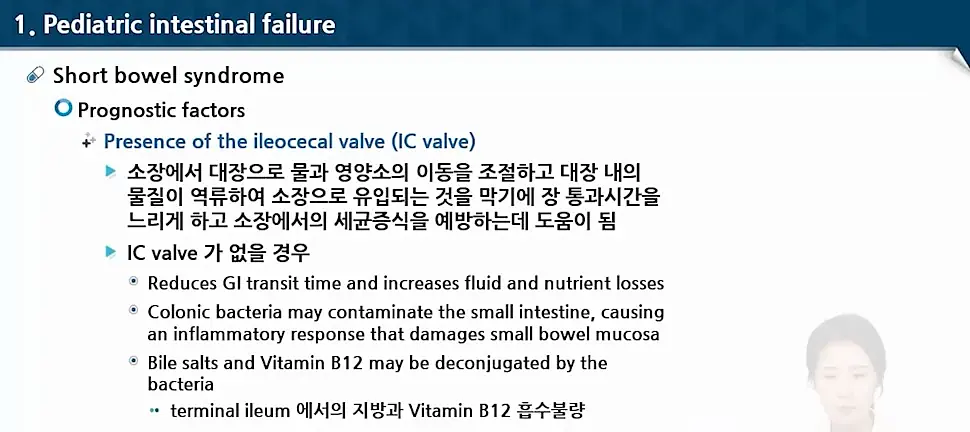 1. Pediatric intestinal failure
Short bowel syndrome
Prognostic factors
Presence of the ileocecal valve (IC valve)
소장에서 대장으로 물과 영양소의 이동을 조절하고 대장 내의
물질이 역류하여 소장으로 유입되는 것을 막기에 장 통과시간을
느리게 하고 소장에서의 세균증식을 예방하는데 도움이 됨
IC valve 가 없을 경우
Reduces GI transit time and increases fluid and nutrient losses
Colonic bacteria may contaminate the small intestine, causing
an inflammatory response that damages small bowel mucosa
Bile salts and Vitamin B12 may be deconjugated by the
bacteria
terminal ileum 에서의 지방과 Vitamin B12 흡수불량